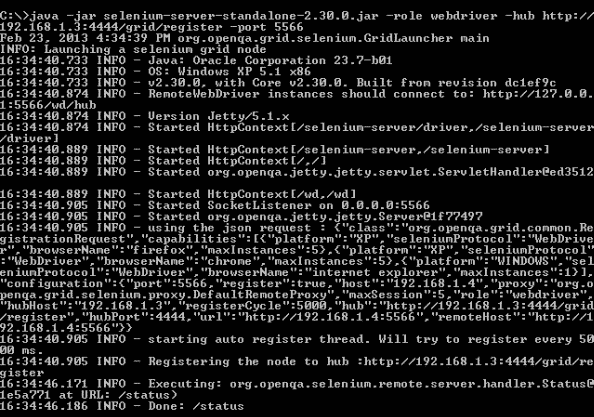 C:\>java -jar selenium-server-standalone-2.30.0.jar -role webdriver -hub http://
192.168.1.3:4444/grid/register -port 5566
Feb 23, 2013 4:34:39 PM org.openqa.grid.selenium.GridLauncher main
INFO: Launching a selenium grid node
16:34:40.733 INFO - Java: Oracle Corporation 23.7-b01
16:34:40.733 INFO - OS: Windows XP 5.1 x86
16:34:40.733 INFO - v2.30.0, with Core v2.30.0. Built from revision dc1ef9c
16:34:40.874 INFO - RemoteWebDriver instances should connect to: http://127.0.0.
1:5566/wd/hub
16:34:40.874 INFO - Version Jetty/5.1.x
16:34:40.874 INFO - Started HttpContext[/selenium-server/driver,/selenium-server
/driver]
16:34:40.889 INFO - Started HttpContext[/selenium-server,/selenium-server]
16:34:40.889 INFO - Started HttpContext[/,/]
16:34:40.889 INFO - Started org.openqa.jetty.jetty.servlet.ServletHandler@ed3512
16:34:40.889 INFO - Started HttpContext[/wd,/wd]
16:34:40.905 INFO - Started SocketListener on 0.0.0.0:5566
16:34:40.905 INFO - Started org.openqa.jetty.jetty.Server@1f77497
16:34:40.905 INFO - using the json request : {"class":"org.openqa.grid.common.Re
gistrationRequest","capabilities":[{"platform":"XP","seleniumProtocol":"WebDrive
r","browserName":"firefox","maxInstances":5},{"platform":"XP","seleniumProtocol"
:"WebDriver","browserName":"chrome","maxInstances":5},{"platform":"WINDOWS","sel
eniumProtocol":"WebDriver","browserName":"internet explorer","maxInstances":1}],
"configuration":{"port":5566,"register":true,"host":"192.168.1.4","proxy":"org.o
penqa.grid.selenium.proxy.DefaultRemoteProxy","maxSession":5,"role":"webdriver",
"hubHost":"192.168.1.3","registerCycle":5000,"hub":"http://192.168.1.3:4444/grid
/register","hubPort":4444,"url":"http://192.168.1.4:5566","remoteHost":"http://1
92.168.1.4:5566"}}
16:34:40.905 INFO - starting auto register thread. Will try to register every 50
00 ms.
16:34:40.905 INFO - Registering the node to hub :http://192.168.1.3:4444/grid/re
gister
16:34:46.171 INFO - Executing: org.openqa.selenium.remote.server.handler.Status@
1e5a771 at URL: /status)
16:34:46.186 INFO - Done: /status